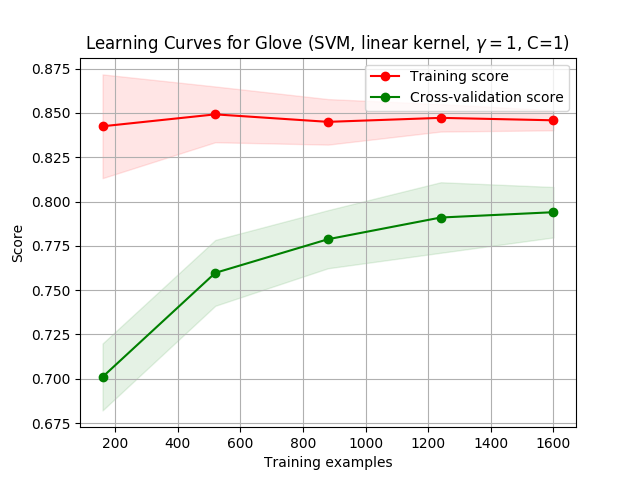 Learning Curves for Glove (SVM, linear kernel, γ = 1, C=1)
Training score
Cross-validation score
Score
0.875
0.850
0.825
0.800
0.775
0.750
0.725
0.700
0.675
200 400 600 800 1000 1200 1400 1600
Training examples